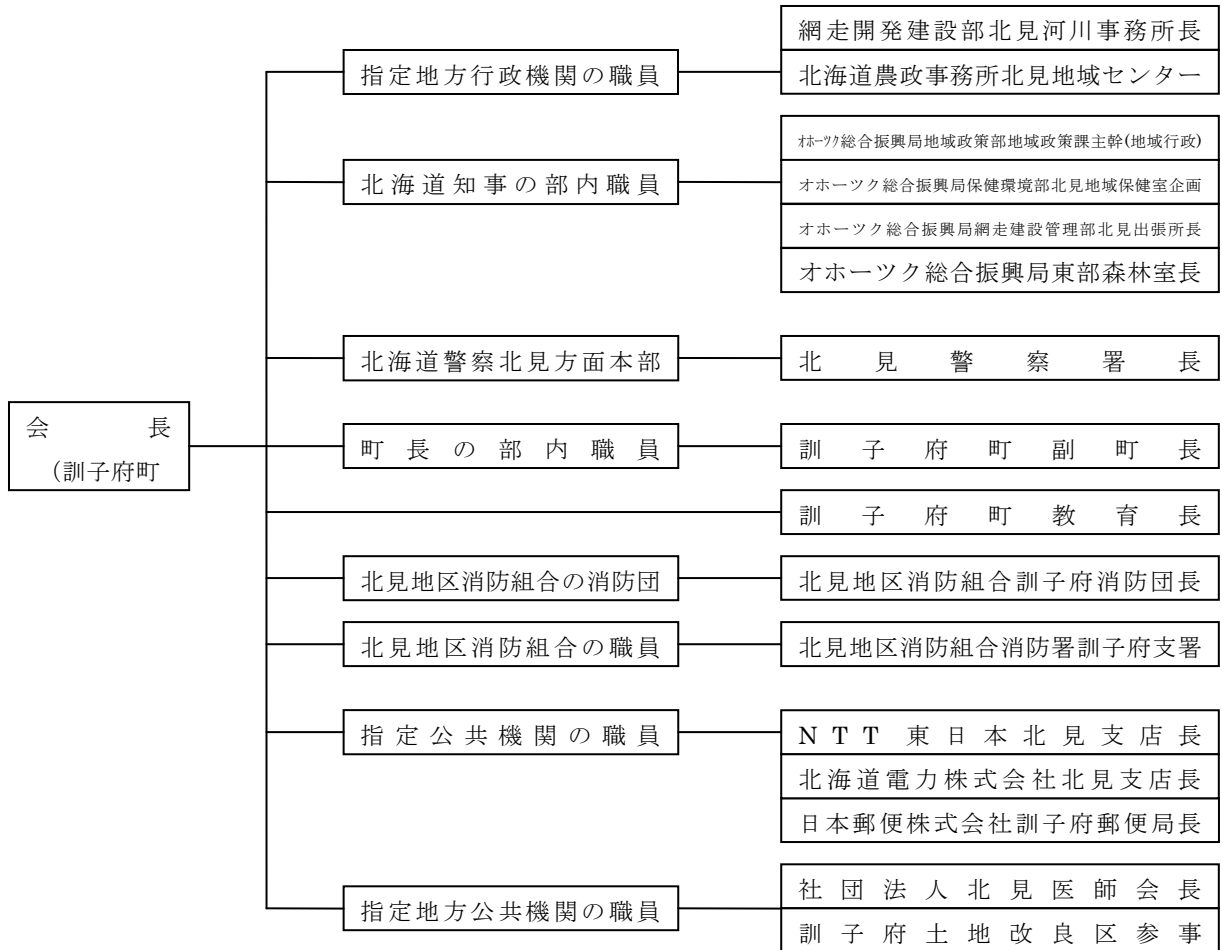 網走開発建設部北見河川事務所長
指定地方行政機関の職員
北海道農政事務所北見地域センター
オホーツク総合振興局地域政策部地域政策課主幹(地域行政)
北海道知事の部内職員
オホーツク総合振興局保健環境部北見地域保健室企画
オホーツク総合振興局網走建設管理部北見出張所長
オホーツク総合振興局東部森林室長
北海道警察北見方面本部
北見警察署長
会長
(訓子府町
町長の部内職員
訓子府町副町長
訓子府町教育長
北見地区消防組合の消防団
北見地区消防組合訓子府消防団長
北見地区消防組合の職員
北見地区消防組合消防署訓子府支署
指定公共機関の職員
NTT東日本北見支店長
北海道電力株式会社北見支店長
日本郵便株式会社訓子府郵便局長
指定地方公共機関の職員
社団法人北見医師会長
訓子府土地改良区参事